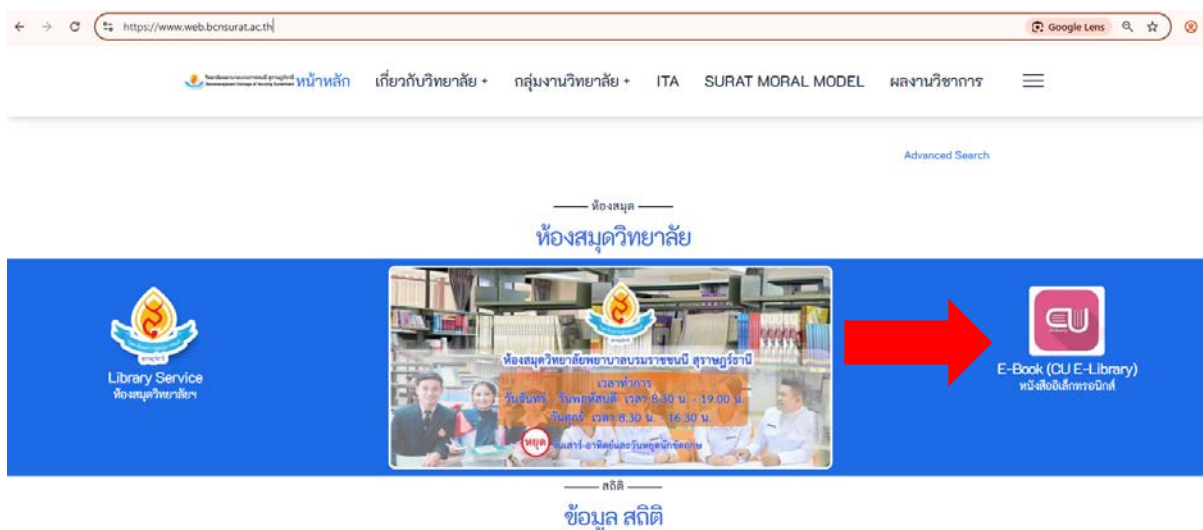 https://www.web.bcnsurat.ac.th
Google Lens
หน้าหลัก เกี่ยวกับวิทยาลัย + กลุ่มงานวิทยาลัย + ITA SURAT MORAL MODEL ผลงานวิชาการ
Advanced Search
ห้องสมุด
ห้องสมุดวิทยาลัย
Library Service
ห้องสมุดวิทยาลัยฯ
ห้องสมุดวิทยาลัยพยาบาลบรมราชชนนี สุราษฎร์ธานี
เวลาทำการ
วันจันทร์ - วันพฤหัสบดี เวลา 8.30 น. - 19.00 น.
วันศุกร์ เวลา 8.30 น. - 16.30 น.
หยุด วันเสาร์-อาทิตย์และวันหยุดนักขัตฤกษ์
E-Book (CU E-Library)
หนังสืออิเล็กทรอนิกส์
สถิติ
ข้อมูล สถิติ